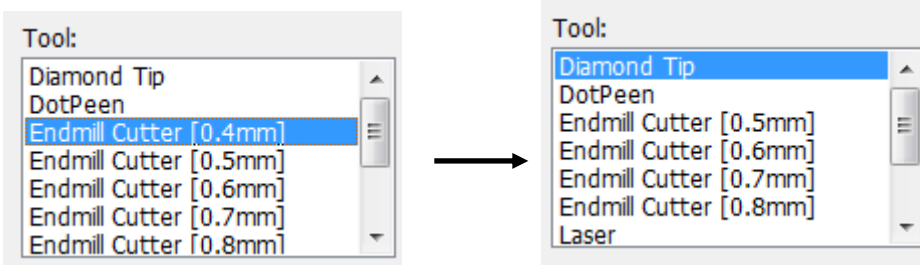 Tool:
Diamond Tip
DotPeen
Endmill Cutter [0.4mm]
Endmill Cutter [0.5mm]
Endmill Cutter [0.6mm]
Endmill Cutter [0.7mm]
Endmill Cutter [0.8mm]
Tool:
Diamond Tip
DotPeen
Endmill Cutter [0.5mm]
Endmill Cutter [0.6mm]
Endmill Cutter [0.7mm]
Endmill Cutter [0.8mm]
Laser